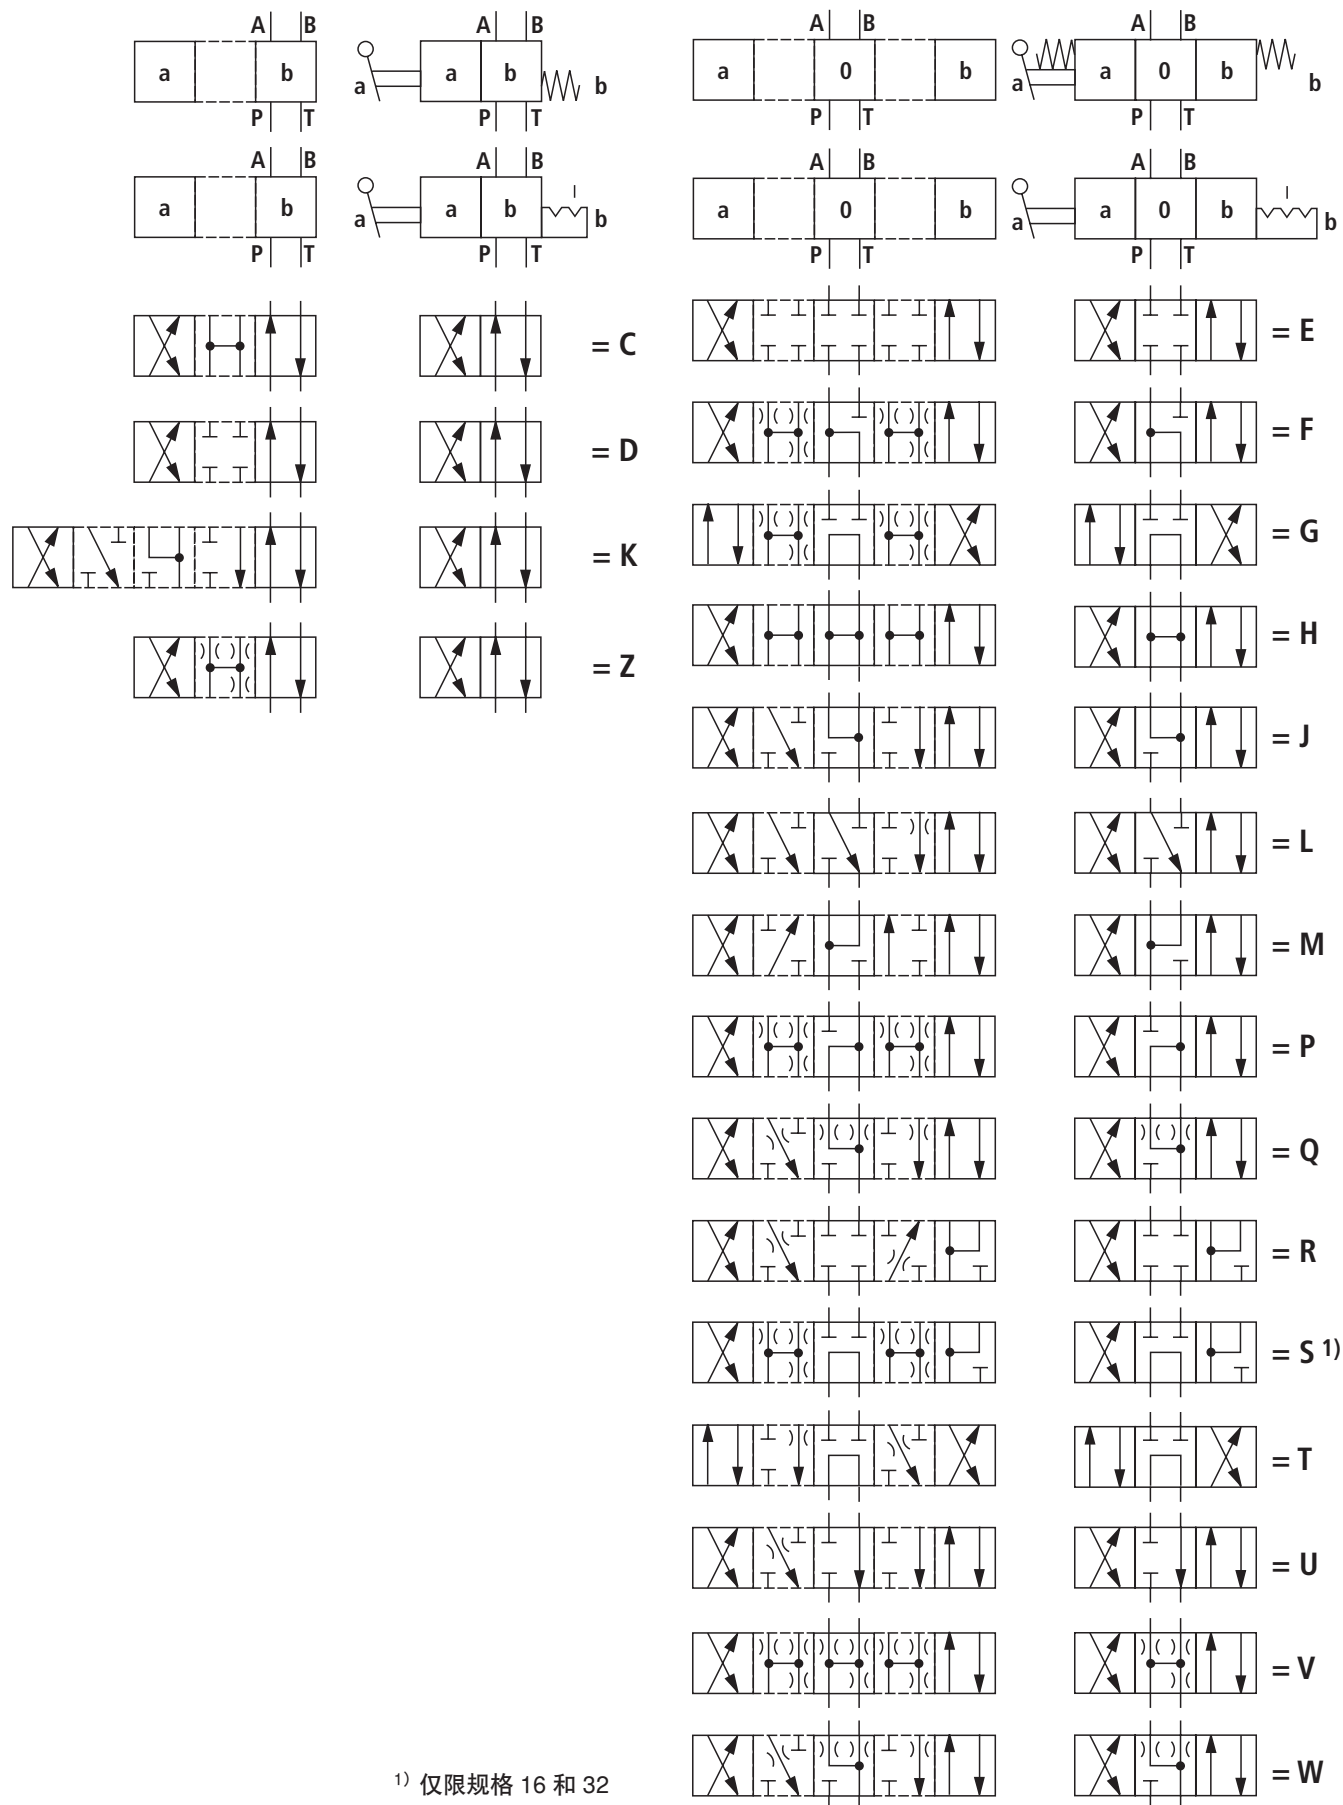 A B A B A B A B
a b a a b b a 0 b a a 0 b b
P T P T P T P T
A B A B A B A B
a b a a b b a 0 b a a 0 b b
P T P T P T P T
= C = E
= D = F
= K = G
= Z = H
= J
= L
= M
= P
= Q
= R
= S 1)
= T
= U
= V
= W
1) 仅限规格 16 和 32